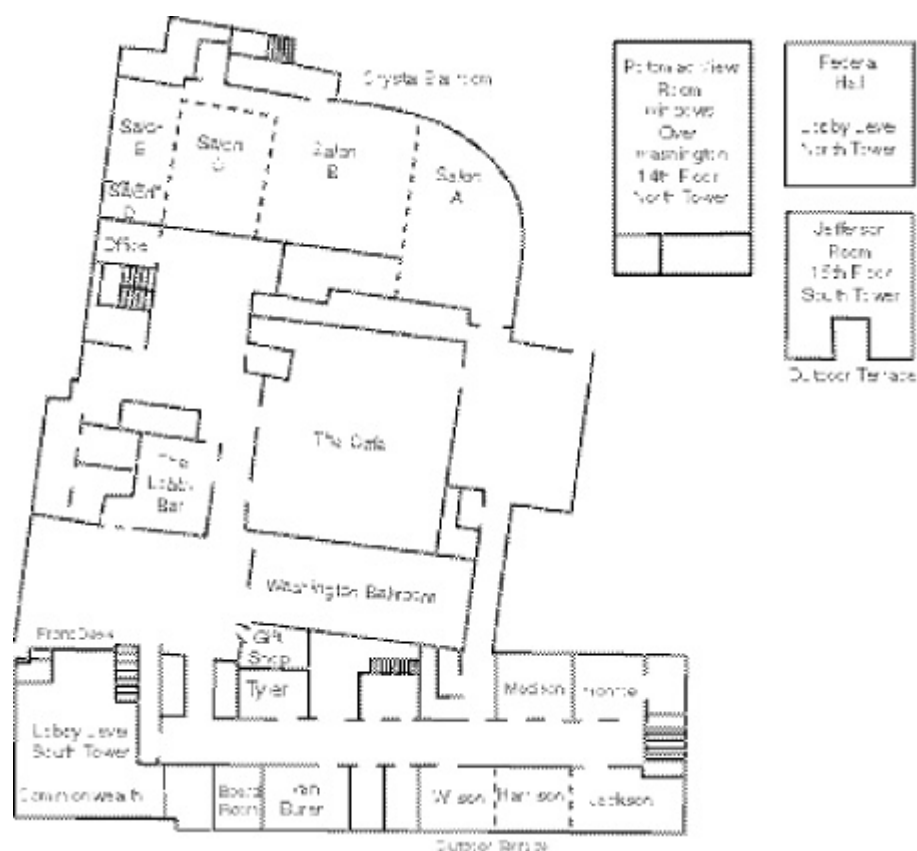 Crystal Ballroom
Salon
E
Salon
C
Salon
B
Salon
A
Salon
D
Office
Potomac View
Room
Windows
Over
Washington
14th Floor
North Tower
Federal
Hall
Lobby Level
North Tower
Jefferson
Room
15th Floor
South Tower
Outdoor Terrace
The Cafe
The
Lobby
Bar
Washington Ballroom
Front Desk
Gift
Shop
Tyler
Madison
Lobby Level
South Tower
Commonwealth
Board
Room
Van
Buren
Wilson
Harrison
Jackson
Outdoor Terrace